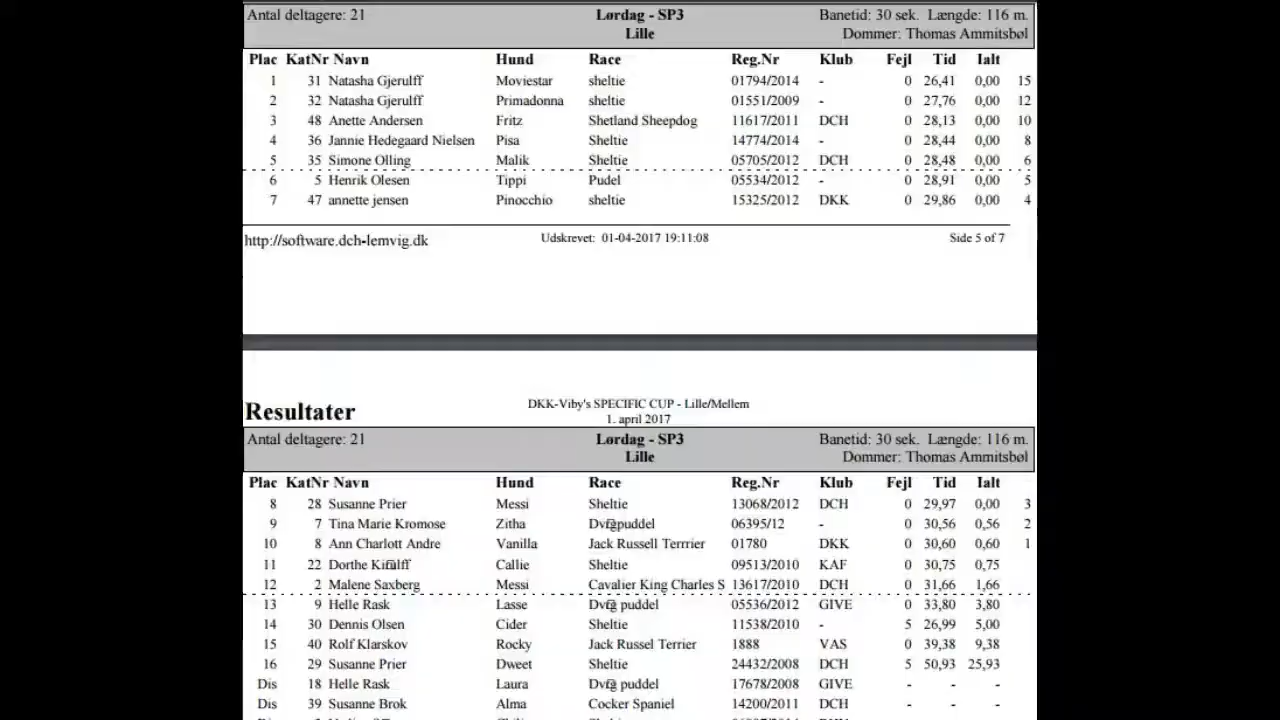 Antal deltagere: 21 Lørdag - SP3 Banetid: 30 sek. Længde: 116 m.
Lille Dommer: Thomas Ammitsbøl
Plac KatNr Navn Hund Race Reg.Nr Klub Fejl Tid Ialt
1 31 Natasha Gjerulff Moviestar sheltie 01794/2014 - 0 26,41 0,00 15
2 32 Natasha Gjerulff Primadonna sheltie 01551/2009 - 0 27,76 0,00 12
3 48 Anette Andersen Fritz Shetland Sheepdog 11617/2011 DCH 0 28,13 0,00 10
4 36 Jannie Hedegaard Nielsen Pisa Sheltie 14774/2014 - 0 28,44 0,00 8
5 35 Simone Olling Malik Sheltie 05705/2012 DCH 0 28,48 0,00 6
6 5 Henrik Olesen Tippi Pudel 05534/2012 - 0 28,91 0,00 5
7 47 annette jensen Pinocchio sheltie 15325/2012 DKK 0 29,86 0,00 4
http://software.dch-lemvig.dk Udskrevet: 01-04-2017 19:11:08 Side 5 of 7
DKK-Viby's SPECIFIC CUP - Lille/Mellem
Resultater 1. april 2017
Antal deltagere: 21 Lørdag - SP3 Banetid: 30 sek. Længde: 116 m.
Lille Dommer: Thomas Ammitsbøl
Plac KatNr Navn Hund Race Reg.Nr Klub Fejl Tid Ialt
8 28 Susanne Prier Messi Sheltie 13068/2012 DCH 0 29,97 0,00 3
9 7 Tina Marie Kromose Zitha 06395/12 - 0 30,56 0,56 2
10 8 Ann Charlott Andre Vanilla Jack Russell Terrrier 01780 DKK 0 30,60 0,60 1
11 22 Dorthe Callie Sheltie 09513/2010 KAF 0 30,75 0,75
12 2 Malene Saxberg Messi Cavalier King Charles S 13617/2010 DCH 0 31,66 1,66
13 9 Helle Rask Lasse puddel 05536/2012 GIVE 0 33,80 3,80
14 30 Dennis Olsen Cider Sheltie 11538/2010 - 5 26,99 5,00
15 40 Rolf Klarskov Rocky Jack Russel Terrier 1888 VAS 0 39,38 9,38
16 29 Susanne Prier Dweet Sheltie 24432/2008 DCH 5 50,93 25,93
Dis 18 Helle Rask Laura puddel 17678/2008 GIVE - - -
Dis 39 Susanne Brok Alma Cocker Spaniel 14200/2011 DCH - - -